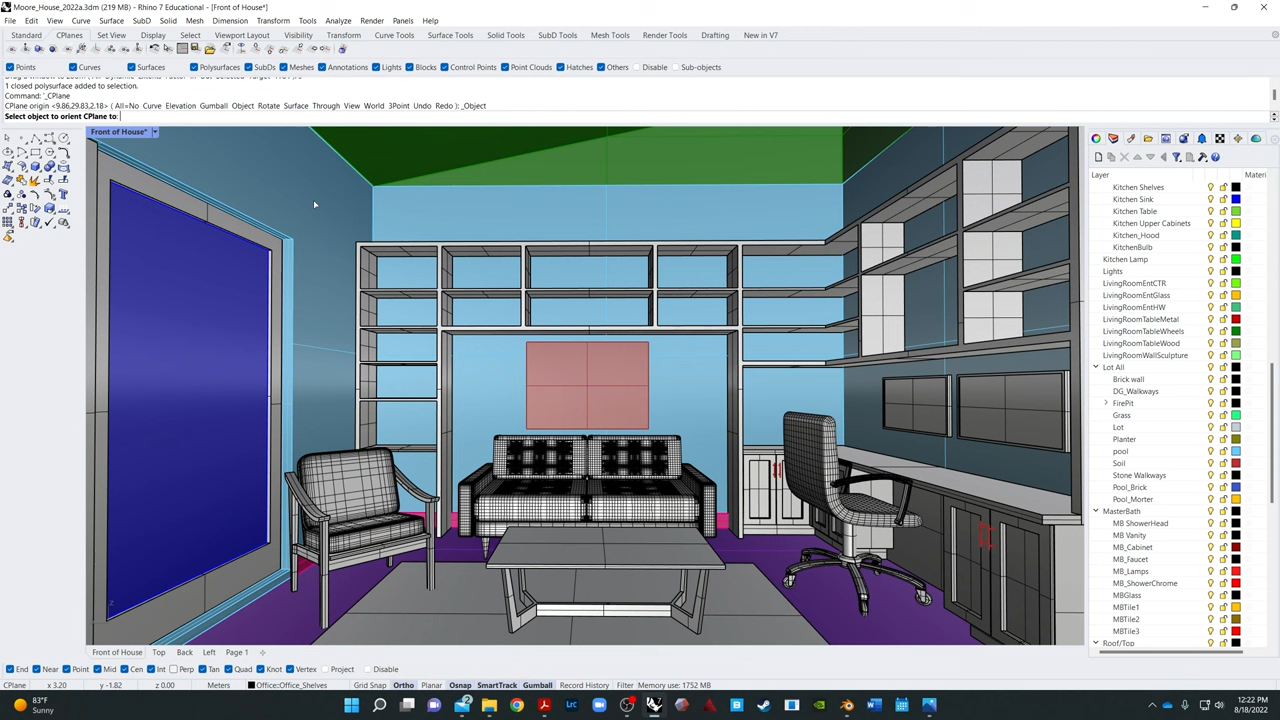 Moore_House_2022a.3dm (219 MB) - Rhino 7 Educational - [Front of House*]
File Edit View Curve Surface SubD Solid Mesh Dimension Transform Tools Analyze Render Panels Help
Standard CPlanes Set View Display Select Viewport Layout Visibility Transform Curve Tools Surface Tools Solid Tools SubD Tools Mesh Tools Render Tools Drafting New in V7
Points Curves Surfaces Polysurfaces SubDs Meshes Annotations Lights Blocks Control Points Point Clouds Hatches Others Disable Sub-objects
1 closed polysurface added to selection.
Command: '_CPlane
CPlane origin <9.86,29.83,2.18> ( All=No Curve Elevation Gumball Object Rotate Surface Through View World 3Point Undo Redo ): _Object
Select object to orient CPlane to:
Front of House*
Layer Materi
Kitchen Shelves
Kitchen Sink
Kitchen Table
Kitchen Upper Cabinets
Kitchen_Hood
KitchenBulb
Kitchen Lamp
Lights
LivingRoomEntCTR
LivingRoomEntGlass
LivingRoomEntHW
LivingRoomTableMetal
LivingRoomTableWheels
LivingRoomTableWood
LivingRoomWallSculpture
Lot All
Brick wall
DG_Walkways
FirePit
Grass
Lot
Planter
pool
Soil
Stone Walkways
Pool_Brick
Pool_Morter
MasterBath
MB ShowerHead
MB Vanity
MB_Cabinet
MB_Faucet
MB_Lamps
MB_ShowerChrome
MBGlass
MBTile1
MBTile2
MBTile3
Roof/Top
Front of House Top Back Left Page 1
End Near Point Mid Cen Int Perp Tan Quad Knot Vertex Project Disable
CPlane x 3.20 y -1.82 z 0.00 Meters Office::Office_Shelves Grid Snap Ortho Planar Osnap SmartTrack Gumball Record History Filter Memory use: 1752 MB
83°F
Sunny
2
12:22 PM
8/18/2022